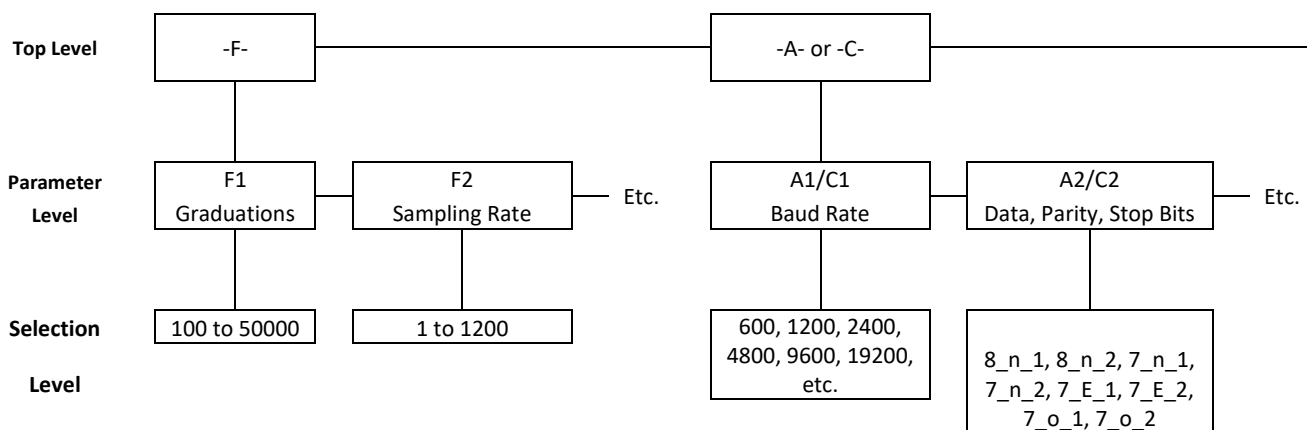 Top Level
-F-
-A- or -C-
Parameter
Level
F1
Graduations
F2
Sampling Rate
Etc.
A1/C1
Baud Rate
A2/C2
Data, Parity, Stop Bits
Etc.
Selection
Level
100 to 50000
1 to 1200
600, 1200, 2400,
4800, 9600, 19200,
etc.
8_n_1, 8_n_2, 7_n_1,
7_n_2, 7_E_1, 7_E_2,
7_o_1, 7_o_2